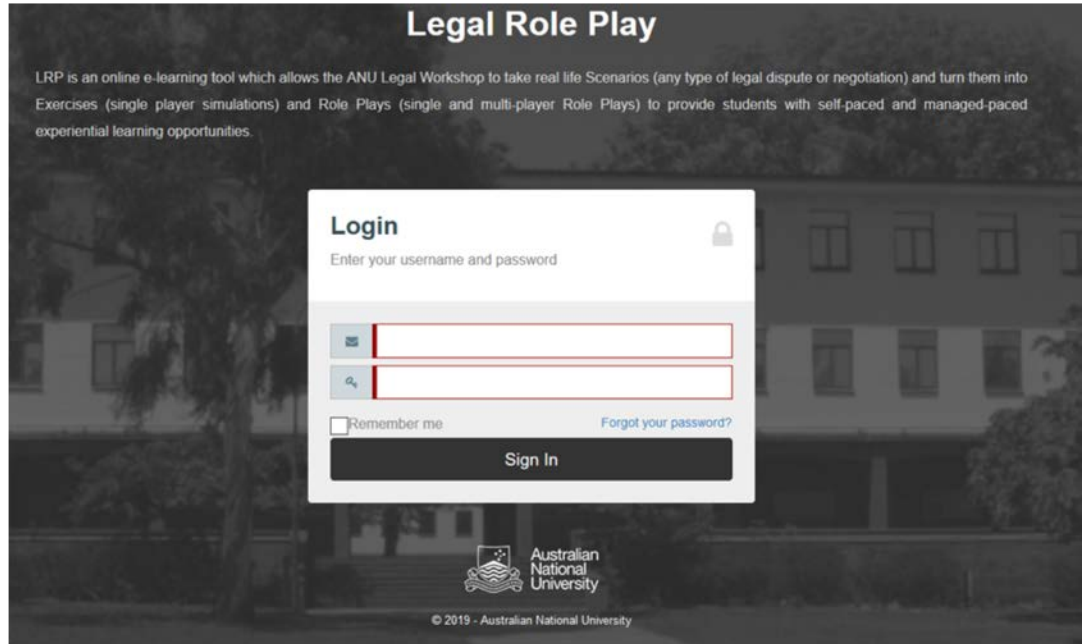 Legal Role Play
LRP is an online e-learning tool which allows the ANU Legal Workshop to take real life Scenarios (any type of legal dispute or negotiation) and turn them into
Exercises (single player simulations) and Role Plays (single and multi-player Role Plays) to provide students with self-paced and managed-paced
experiential learning opportunities.
Login
Enter your username and password
Remember me
Forgot your password?
Sign In
Australian
National
University
© 2019 - Australian National University